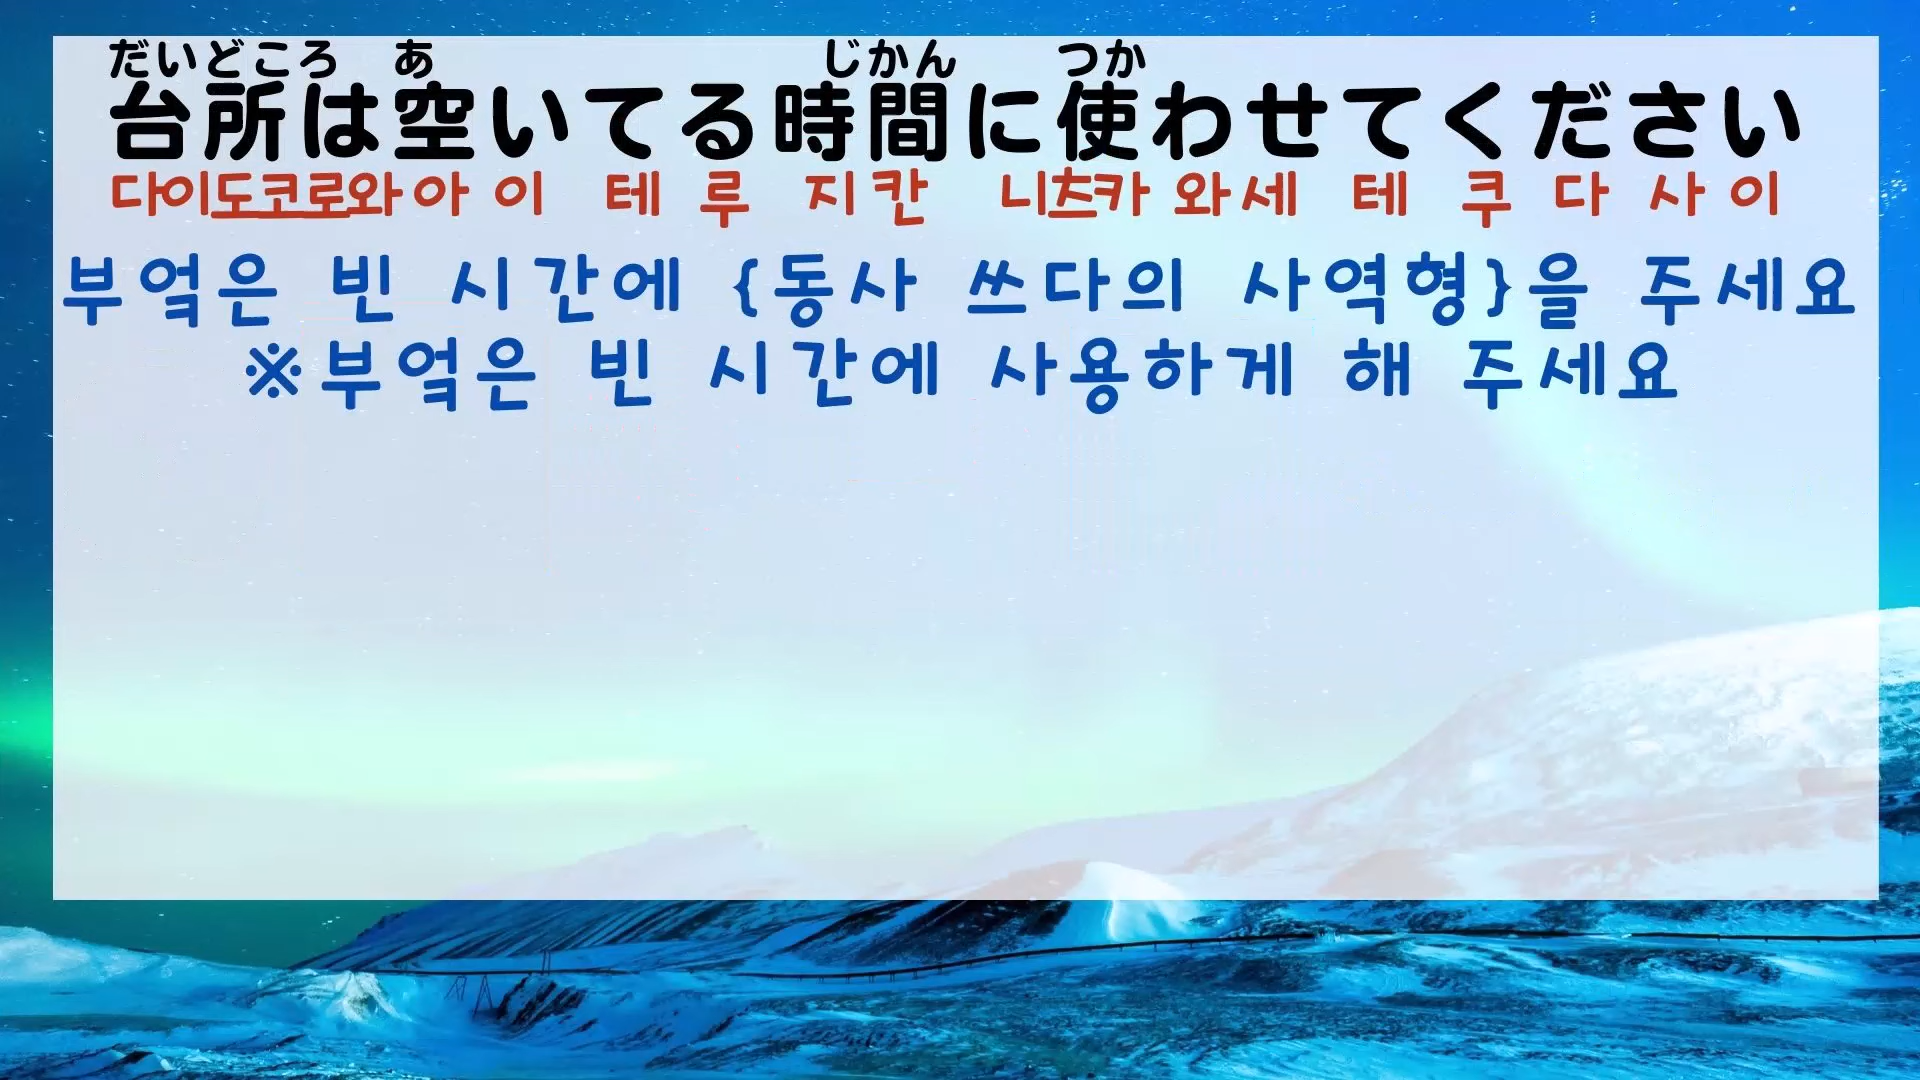 だいどころ あ じかん つか
台所は空いてる時間に使わせてください
다이도코로와 아 이 테 루 지 칸 니 츠카 와 세 테 쿠 다 사 이
부엌은 빈 시간에 {동사 쓰다의 사역형}을 주세요
※부엌은 빈 시간에 사용하게 해 주세요